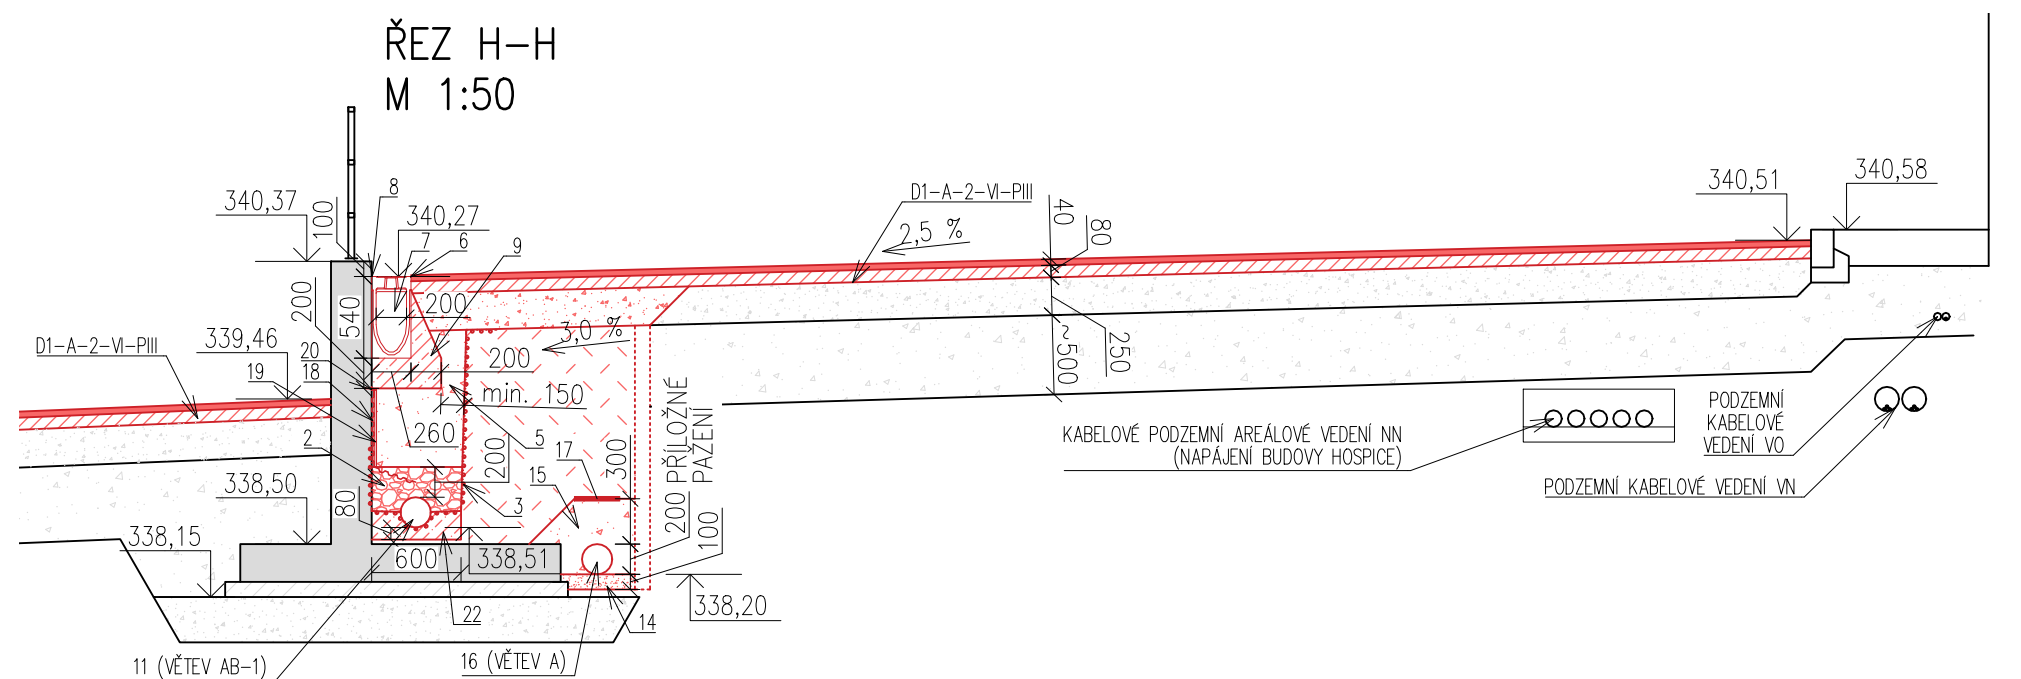 ŘEZ H-H
M 1:50
340,37
100
8
340,27
7
6
9
D1-A-2-VI-PIII
2,5 %
40
80
340,51
340,58
200
540
200
3,0 %
250
~500
D1-A-2-VI-PIII
339,46
20
19
18
200
min. 150
260
200
5
2
17
15
300
PŘÍLOŽNÉ
PAŽENÍ
KABELOVÉ PODZEMNÍ AREÁLOVÉ VEDENÍ NN
(NAPÁJENÍ BUDOVY HOSPICE)
PODZEMNÍ
KABELOVÉ
VEDENÍ VO
PODZEMNÍ KABELOVÉ VEDENÍ VN
338,50
80
3
200
100
338,15
600
338,51
338,20
22
14
11 (VĚTEV AB-1)
16 (VĚTEV A)